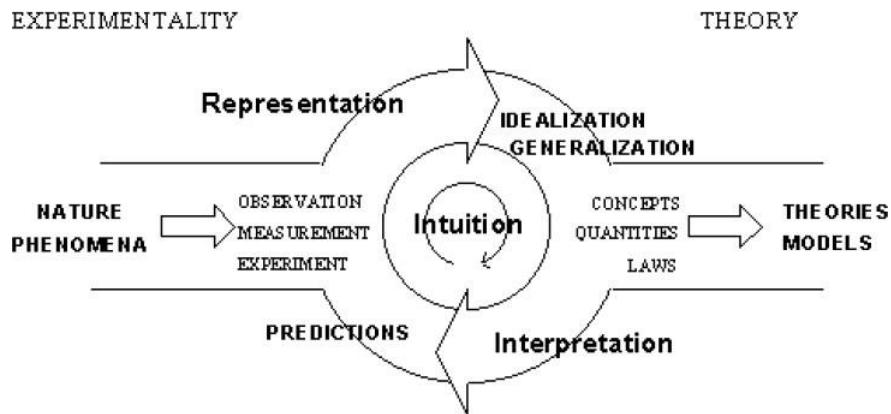 EXPERIMENTALITY
THEORY
Representation
IDEALIZATION
GENERALIZATION
NATURE
PHENOMENA
OBSERVATION
MEASUREMENT
EXPERIMENT
Intuition
CONCEPTS
QUANTITIES
LAWS
THEORIES
MODELS
PREDICTIONS
Interpretation